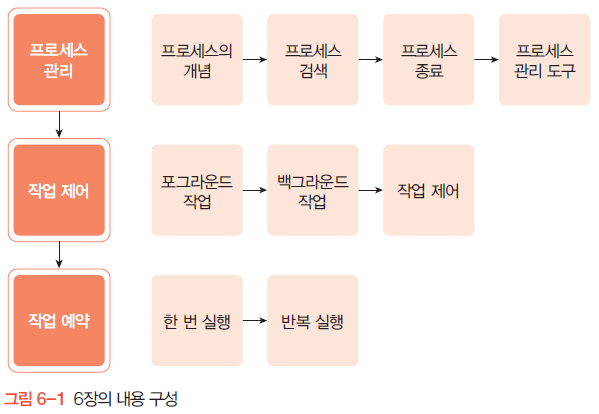 프로세스
관리
프로세스의
개념
프로세스
검색
프로세스
종료
프로세스
관리 도구
작업 제어
포그라운드
작업
백그라운드
작업
작업 제어
작업 예약
한 번 실행
반복 실행
그림 6-1 6장의 내용 구성